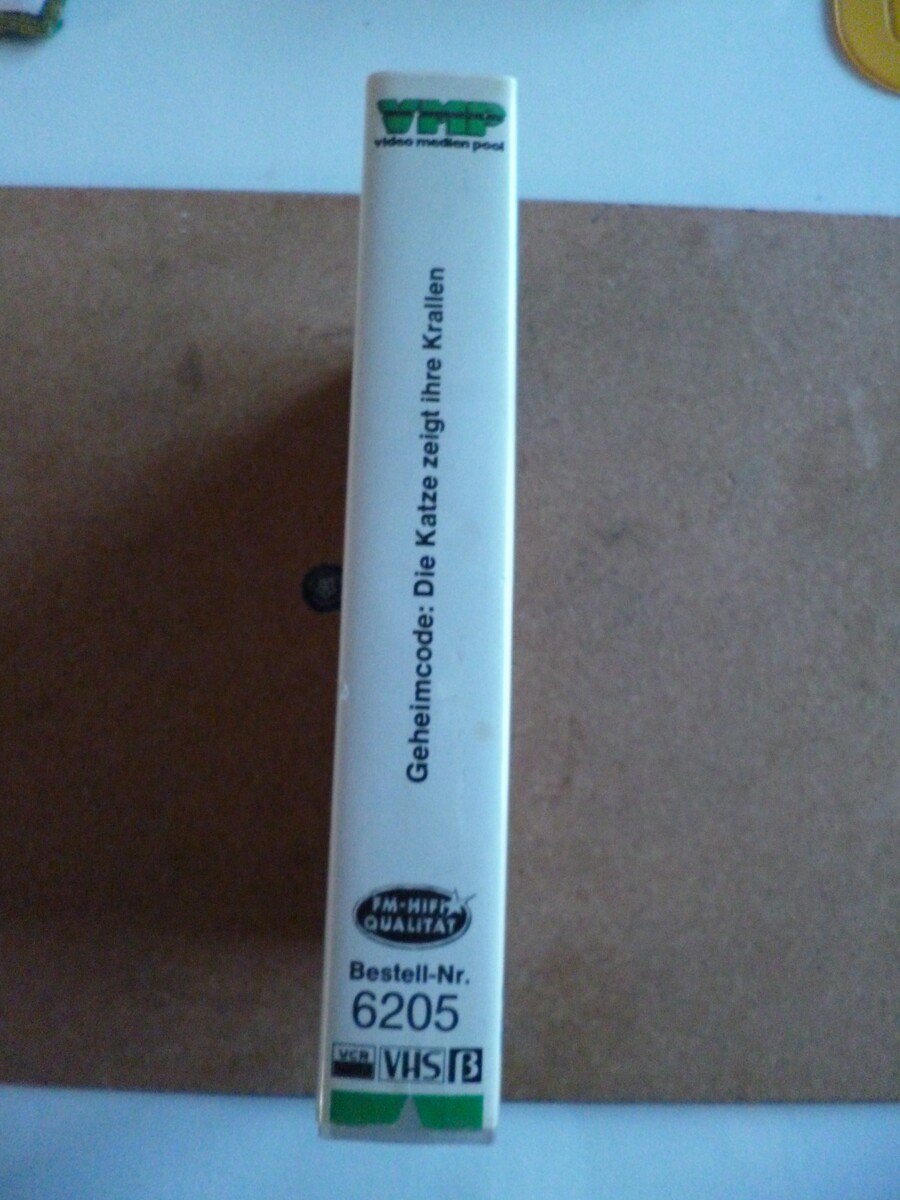 VMP
video medien pool
Geheimcode: Die Katze zeigt ihre Krallen
FM-HIFI
QUALITÄT
Bestell-Nr.
6205
VCR VHS β